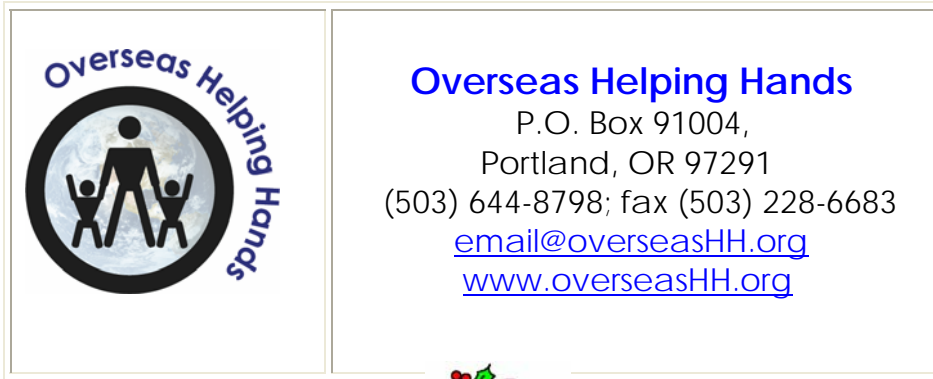 Overseas Helping Hands
Overseas Helping Hands
P.O. Box 91004,
Portland, OR 97291
(503) 644-8798; fax (503) 228-6683
email@overseasHH.org
www.overseasHH.org